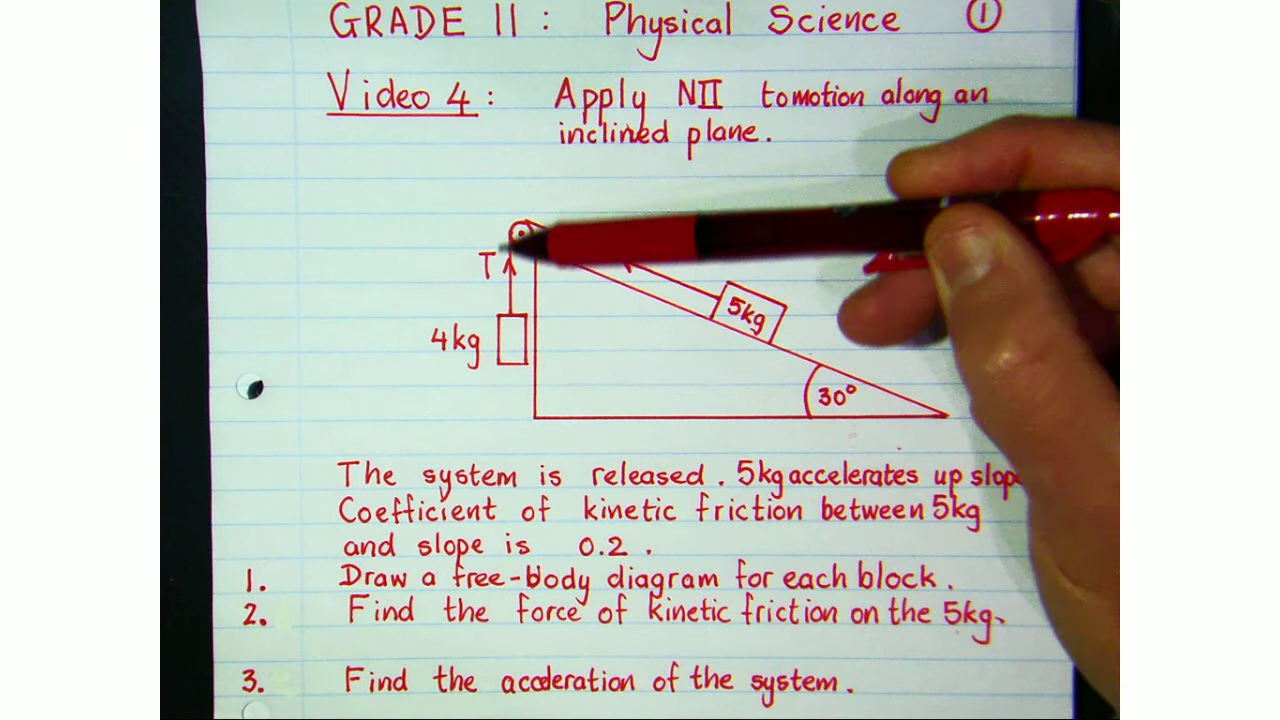 GRADE 11 : Physical Science ①
Video 4 : Apply NII to motion along an
inclined plane.
T
5kg
4kg
30°
The system is released. 5kg accelerates up slope
Coefficient of kinetic friction between 5kg
and slope is 0.2.
1. Draw a free-body diagram for each block.
2. Find the force of kinetic friction on the 5kg.
3. Find the acceleration of the system.